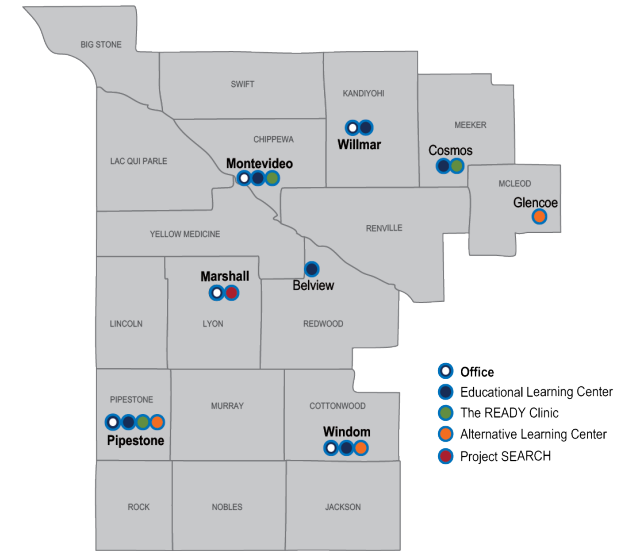 BIG STONE
SWIFT
KANDIYOHI
MEEKER
CHIPPEWA
Willmar
Cosmos
LAC QUI PARLE
Montevideo
MCLEOD
Glencoe
YELLOW MEDICINE
RENVILLE
Marshall
Belview
LINCOLN
LYON
REDWOOD
Office
Educational Learning Center
The READY Clinic
Alternative Learning Center
Project SEARCH
PIPESTONE
MURRAY
COTTONWOOD
Pipestone
Windom
ROCK
NOBLES
JACKSON